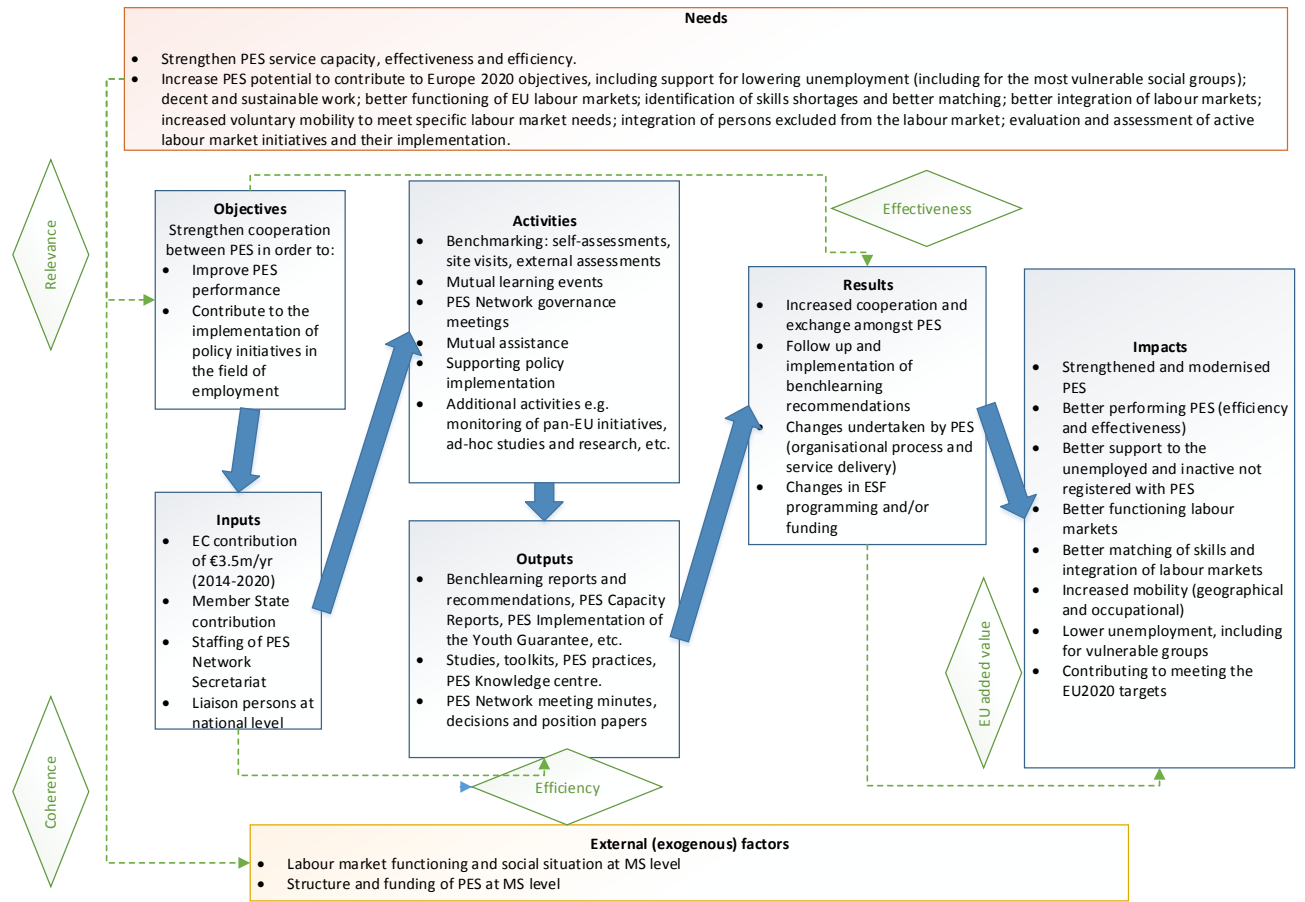 Needs
• Strengthen PES service capacity, effectiveness and efficiency.
• Increase PES potential to contribute to Europe 2020 objectives, including support for lowering unemployment (including for the most vulnerable social groups);
decent and sustainable work; better functioning of EU labour markets; identification of skills shortages and better matching; better integration of labour markets;
increased voluntary mobility to meet specific labour market needs; integration of persons excluded from the labour market; evaluation and assessment of active
labour market initiatives and their implementation.
Relevance
Objectives
Strengthen cooperation
between PES in order to:
• Improve PES
performance
• Contribute to the
implementation of
policy initiatives in
the field of
employment
Inputs
• EC contribution
of €3.5m/yr
(2014-2020)
• Member State
contribution
• Staffing of PES
Network
Secretariat
• Liaison persons at
national level
Activities
• Benchmarking: self-assessments,
site visits, external assessments
• Mutual learning events
• PES Network governance
meetings
• Mutual assistance
• Supporting policy
implementation
• Additional activities e.g.
monitoring of pan-EU initiatives,
ad-hoc studies and research, etc.
Outputs
• Benchlearning reports and
recommendations, PES Capacity
Reports, PES Implementation of
the Youth Guarantee, etc.
• Studies, toolkits, PES practices,
PES Knowledge centre.
• PES Network meeting minutes,
decisions and position papers
Effectiveness
Results
• Increased cooperation and
exchange amongst PES
• Follow up and
implementation of
benchlearning
recommendations
• Changes undertaken by PES
(organisational process and
service delivery)
• Changes in ESF
programming and/or
funding
Impacts
• Strengthened and modernised
PES
• Better performing PES (efficiency
and effectiveness)
• Better support to the
unemployed and inactive not
registered with PES
• Better functioning labour
markets
• Better matching of skills and
integration of labour markets
• Increased mobility (geographical
and occupational)
• Lower unemployment, including
for vulnerable groups
• Contributing to meeting the
EU2020 targets
EU added value
Coherence
Efficiency
External (exogenous) factors
• Labour market functioning and social situation at MS level
• Structure and funding of PES at MS level